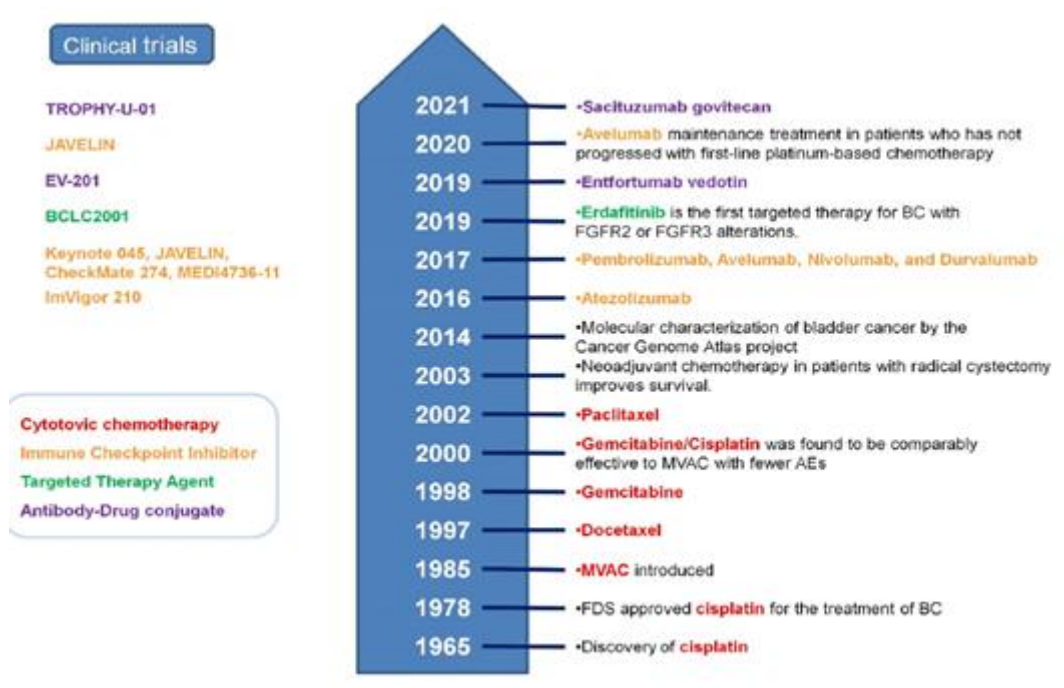 Clinical trials
TROPHY-U-01
JAVELIN
EV-201
BCLC2001
Keynote 045, JAVELIN,
CheckMate 274, MEDI4736-11
ImVigor 210
Cytotovic chemotherapy
Immune Checkpoint Inhibitor
Targeted Therapy Agent
Antibody-Drug conjugate
2021 •Sacituzumab govitecan
2020 •Avelumab maintenance treatment in patients who has not
progressed with first-line platinum-based chemotherapy
2019 •Entfortumab vedotin
2019 •Erdafitinib is the first targeted therapy for BC with
FGFR2 or FGFR3 alterations.
2017 •Pembrolizumab, Avelumab, Nivolumab, and Durvalumab
2016 •Atezolizumab
2014 •Molecular characterization of bladder cancer by the
Cancer Genome Atlas project
2003 •Neoadjuvant chemotherapy in patients with radical cystectomy
improves survival.
2002 •Paclitaxel
2000 •Gemcitabine/Cisplatin was found to be comparably
effective to MVAC with fewer AEs
1998 •Gemcitabine
1997 •Docetaxel
1985 •MVAC introduced
1978 •FDS approved cisplatin for the treatment of BC
1965 •Discovery of cisplatin